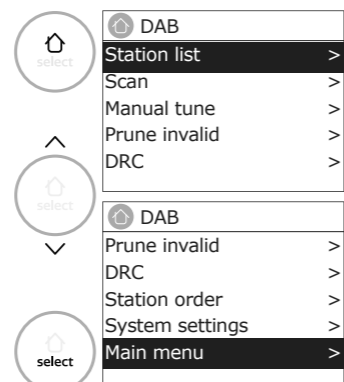 select
DAB
Station list >
Scan >
Manual tune >
Prune invalid >
DRC >
select
DAB
Prune invalid >
DRC >
Station order >
System settings >
Main menu >
select